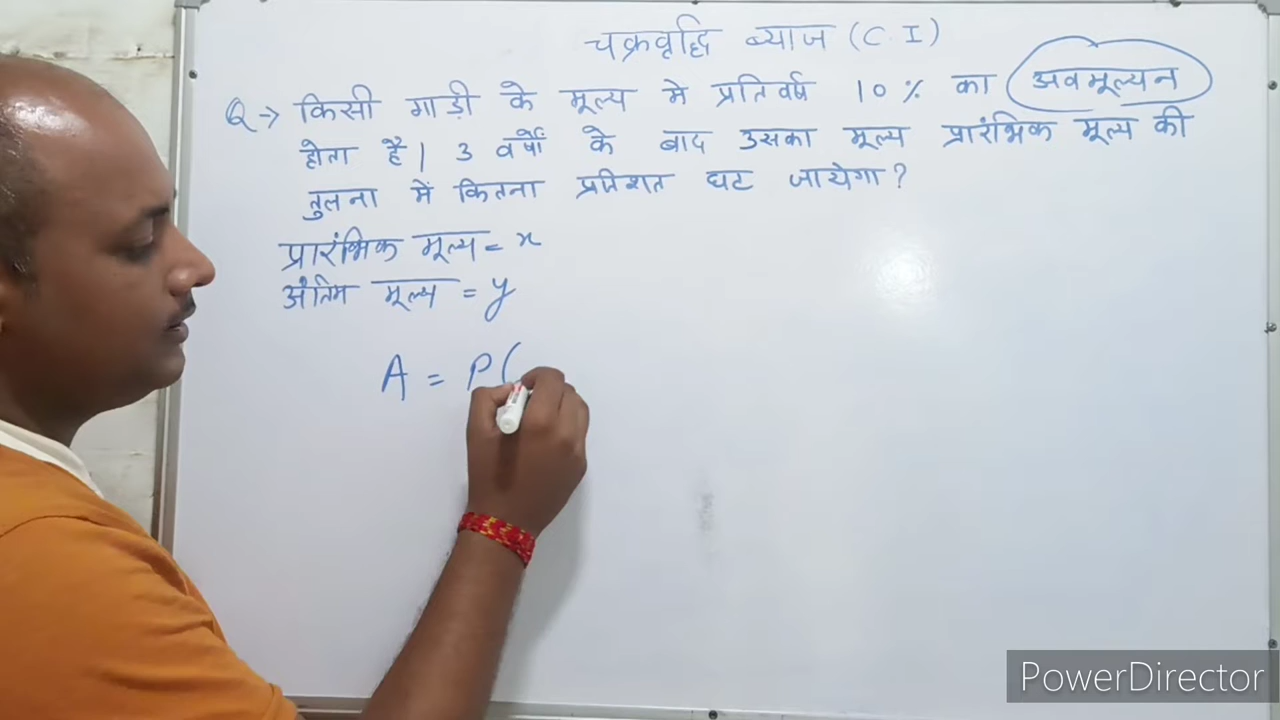 चक्रवृद्धि ब्याज (C.I)
Q→ किसी गाड़ी के मूल्य मे प्रतिवर्ष 10% का अवमूल्यन
होता है| 3 वर्षों के बाद उसका मूल्य प्रारंभिक मूल्य की
तुलना में कितना प्रतिशत घट जायेगा?
प्रारंभिक मूल्य = x
अंतिम मूल्य = y
A = P(
PowerDirector